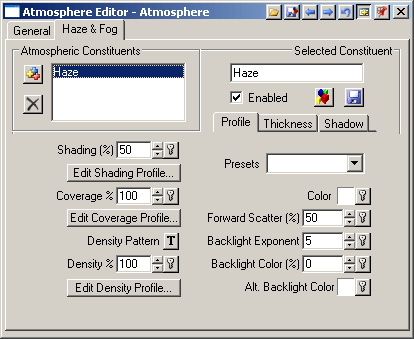 Atmosphere Editor - Atmosphere
General Haze & Fog
Atmospheric Constituents
Haze
Selected Constituent
Haze
Enabled
Profile Thickness Shadow
Shading (%) 50
Edit Shading Profile...
Coverage % 100
Edit Coverage Profile...
Density Pattern T
Density % 100
Edit Density Profile...
Presets
Color
Forward Scatter (%) 50
Backlight Exponent 5
Backlight Color (%) 0
Alt. Backlight Color